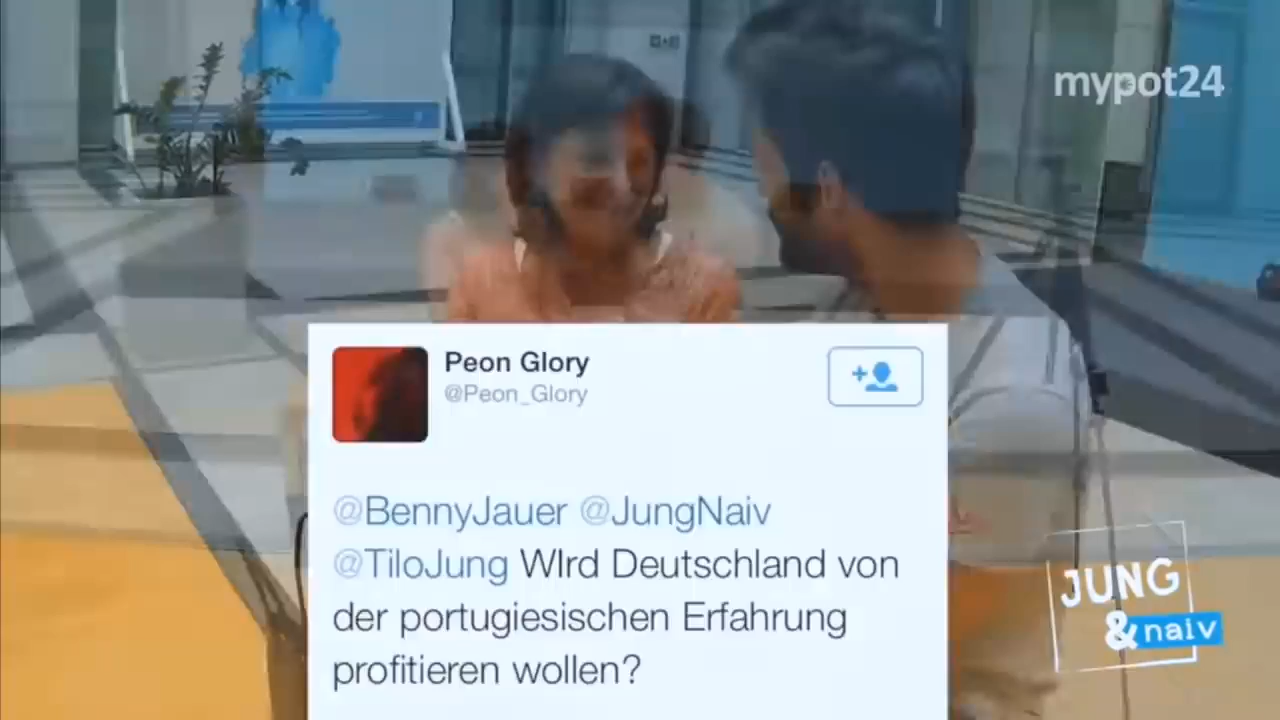 mypot24
Peon Glory
@Peon_Glory
@BennyJauer @JungNaiv
@TiloJung WIrd Deutschland von
der portugiesischen Erfahrung
profitieren wollen?
JUNG
& naiv